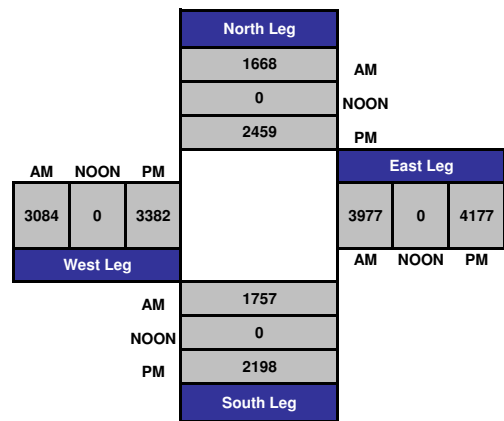 North Leg
1668 AM
0 NOON
2459 PM
AM NOON PM
East Leg
3084 0 3382
3977 0 4177
West Leg
AM NOON PM
AM 1757
NOON 0
PM 2198
South Leg